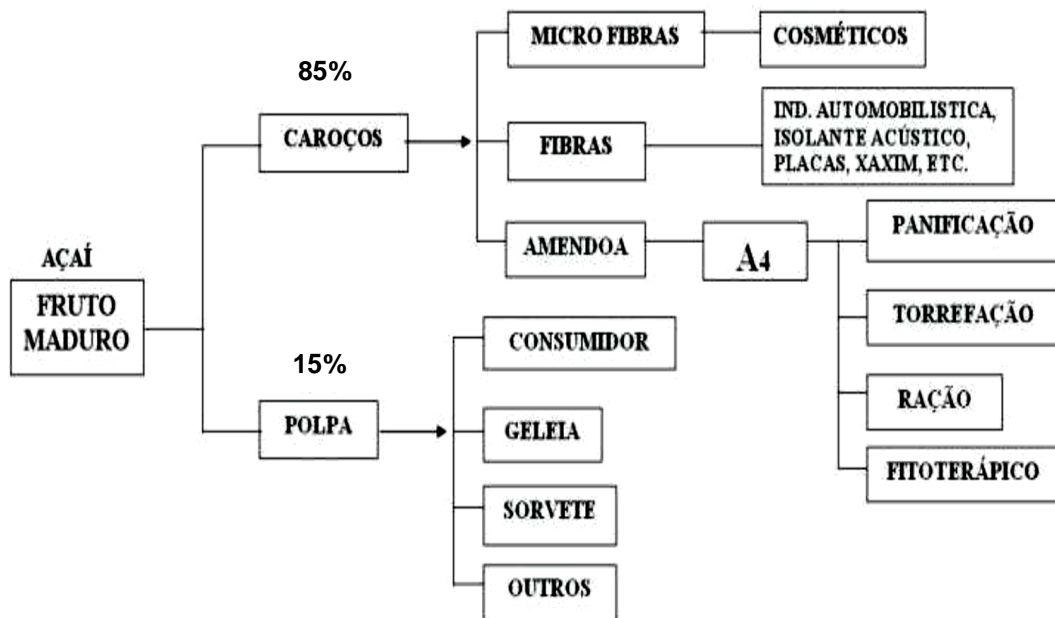 AÇAÍ
FRUTO
MADURO
85%
CAROÇOS
MICRO FIBRAS
COSMÉTICOS
FIBRAS
IND. AUTOMOBILISTICA,
ISOLANTE ACÚSTICO,
PLACAS, XAXIM, ETC.
AMENDOA
A4
PANIFICAÇÃO
TORREFAÇÃO
RAÇÃO
FITOTERÁPICO
15%
POLPA
CONSUMIDOR
GELEIA
SORVETE
OUTROS